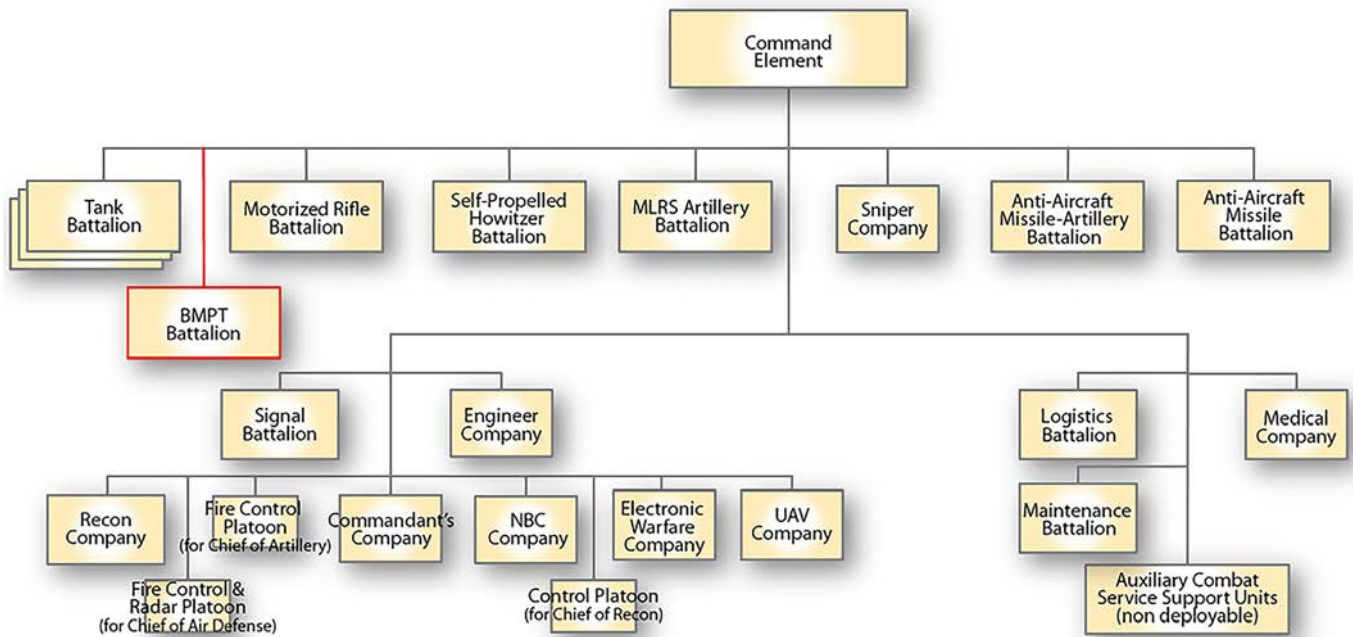 Command
Element
Tank
Battalion
Motorized Rifle
Battalion
Self-Propelled
Howitzer
Battalion
MLRS Artillery
Battalion
Sniper
Company
Anti-Aircraft
Missile-Artillery
Battalion
Anti-Aircraft
Missile
Battalion
BMPT
Battalion
Signal
Battalion
Engineer
Company
Logistics
Battalion
Medical
Company
Recon
Company
Fire Control
Platoon
(for Chief of Artillery)
Commandant's
Company
NBC
Company
Electronic
Warfare
Company
UAV
Company
Maintenance
Battalion
Fire Control &
Radar Platoon
(for Chief of Air Defense)
Control Platoon
(for Chief of Recon)
Auxiliary Combat
Service Support Units
(non deployable)